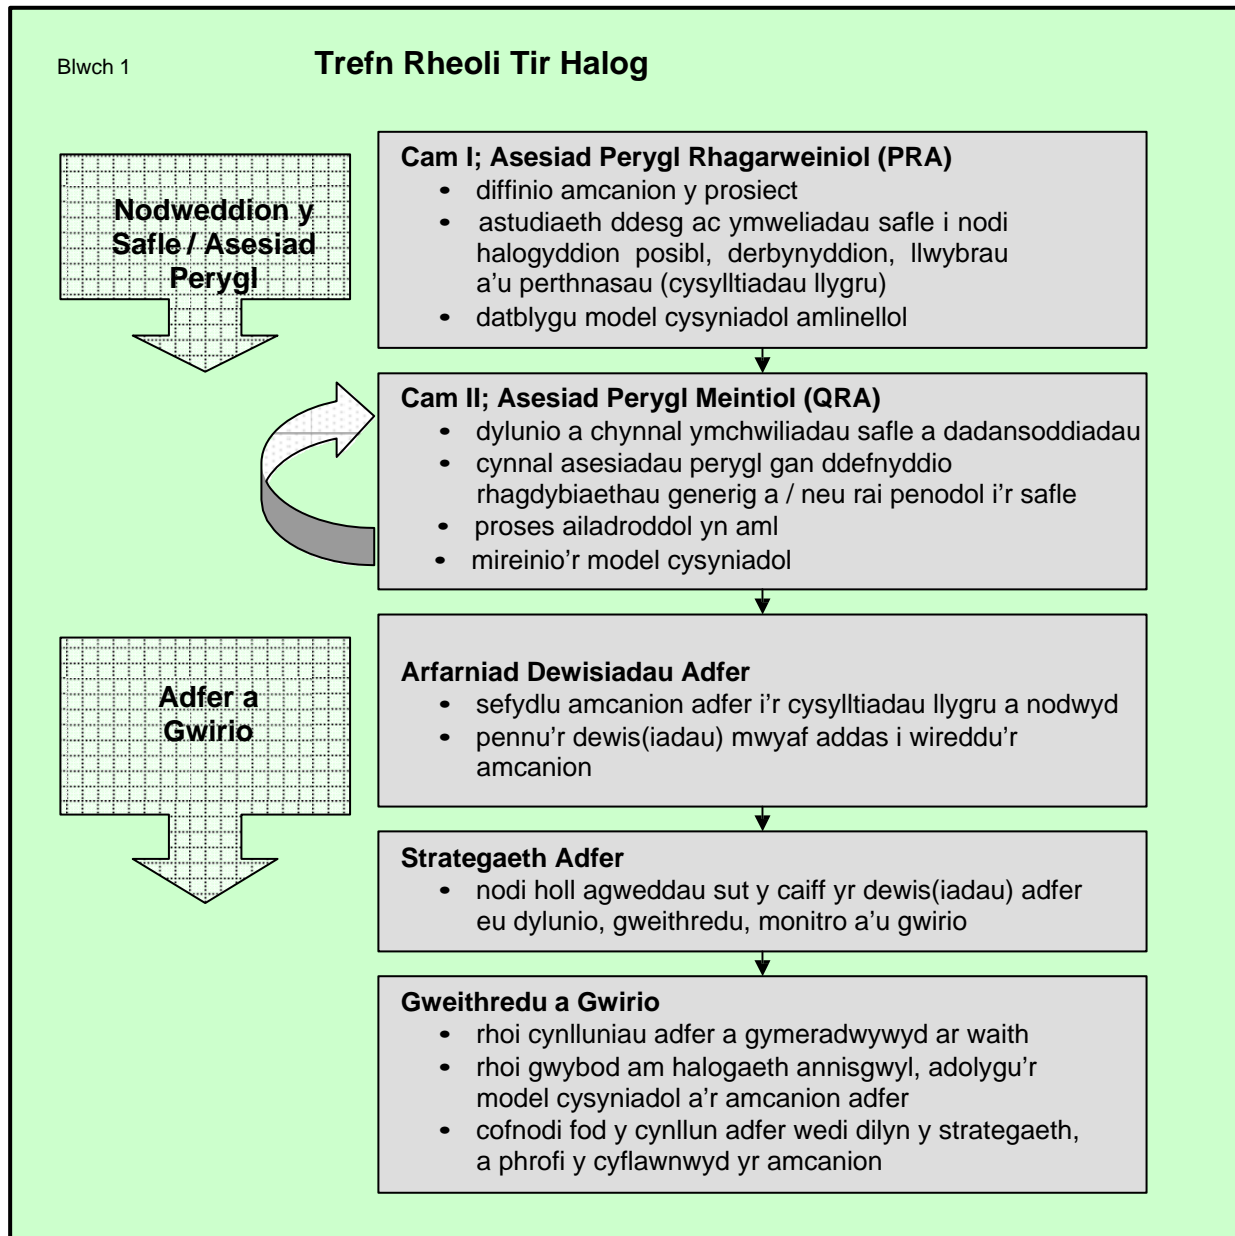 Blwch 1
Trefn Rheoli Tir Halog
Nodweddion y
Safle / Asesiad
Perygl
Cam I; Asesiad Perygl Rhagarweiniol (PRA)
• diffinio amcanion y prosiect
• astudiaeth ddesg ac ymweliadau safle i nodi
halogyddion posibl, derbynyddion, llwybrau
a'u perthnasau (cysylltiadau llygru)
• datblygu model cysyniadol amlinellol
Cam II; Asesiad Perygl Meintiol (QRA)
• dylunio a chynnal ymchwiliadau safle a dadansoddiadau
• cynnal asesiadau perygl gan ddefnyddio
rhagdybiaethau generig a / neu rai penodol i'r safle
• proses ailadroddol yn aml
• mireinio'r model cysyniadol
Adfer a
Gwirio
Arfarniad Dewisiadau Adfer
• sefydlu amcanion adfer i'r cysylltiadau llygru a nodwyd
• pennu'r dewis(iadau) mwyaf addas i wireddu'r
amcanion
Strategaeth Adfer
• nodi holl agweddau sut y caiff yr dewis(iadau) adfer
eu dylunio, gweithredu, monitro a'u gwirio
Gweithredu a Gwirio
• rhoi cynlluniau adfer a gymeradwywyd ar waith
• rhoi gwybod am halogaeth annisgwyl, adolygu'r
model cysyniadol a'r amcanion adfer
• cofnodi fod y cynllun adfer wedi dilyn y strategaeth,
a phrofi y cyflawnwyd yr amcanion